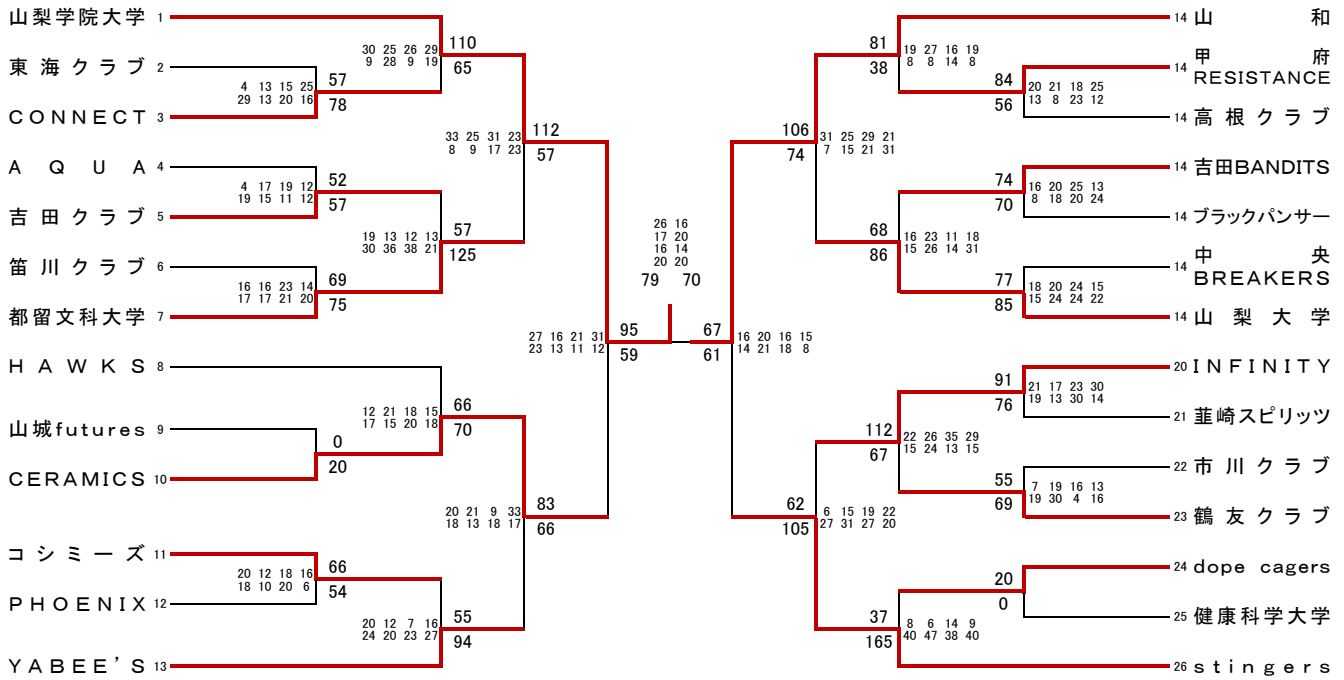 山梨学院大学 1
東海クラブ 2
CONNECT 3
AQUA 4
吉田クラブ 5
笛川クラブ 6
都留文科大学 7
HAWKS 8
山城futures 9
CERAMICS 10
コシミーズ 11
PHOENIX 12
YABEE'S 13
4 13 15 25
29 13 20 16
57
78
4 17 19 12
19 15 11 12
52
57
16 16 23 14
17 17 21 20
69
75
0
20
20 12 18 16
18 10 20 6
66
54
30 25 26 29
9 28 9 19
110
65
19 13 12 13
30 36 38 21
57
125
12 21 18 15
17 15 20 18
66
70
20 12 7 16
24 20 23 27
55
94
33 25 31 23
8 9 17 23
112
57
20 21 9 33
18 13 18 17
83
66
27 16 21 31
23 13 11 12
95
59
26 16
17 20
16 14
20 20
79 70
67
61
16 20 16 15
14 21 18 8
106
74
31 25 29 21
7 15 21 31
62
105
6 15 19 22
27 31 27 20
81
38
19 27 16 19
8 8 14 8
68
86
16 23 11 18
15 26 14 31
112
67
22 26 35 29
15 24 13 15
37
165
8 6 14 9
40 47 38 40
84
56
20 21 18 25
13 8 23 12
74
70
16 20 25 13
8 18 20 24
77
85
18 20 24 15
15 24 24 22
91
76
21 17 23 30
19 13 30 14
55
69
7 19 16 13
19 30 4 16
20
0
14 山和
14 甲府
RESISTANCE
14 高根クラブ
14 吉田BANDITS
14 ブラックパンサー
14 中央
BREAKERS
14 山梨大学
20 INFINITY
21 韮崎スピリッツ
22 市川クラブ
23 鶴友クラブ
24 dope cagers
25 健康科学大学
26 stingers